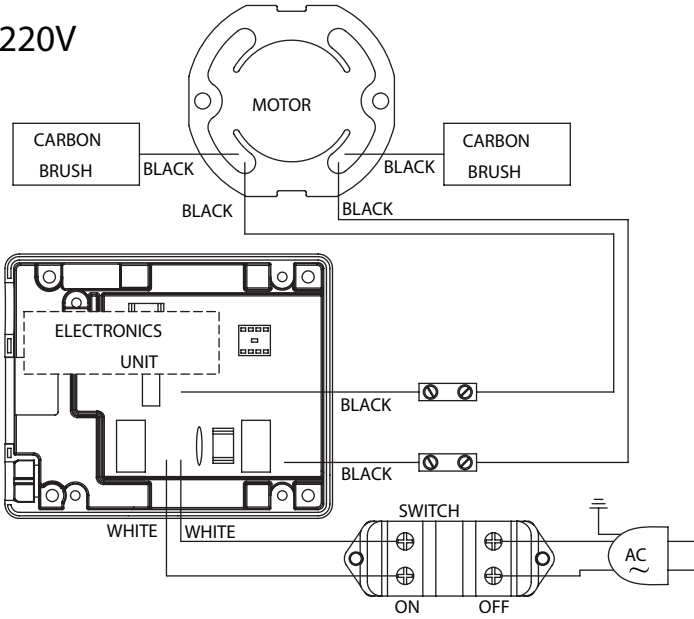 220V
MOTOR
CARBON
BRUSH
CARBON
BRUSH
BLACK
BLACK
BLACK
BLACK
ELECTRONICS
UNIT
BLACK
BLACK
WHITE
WHITE
SWITCH
ON
OFF
AC
~